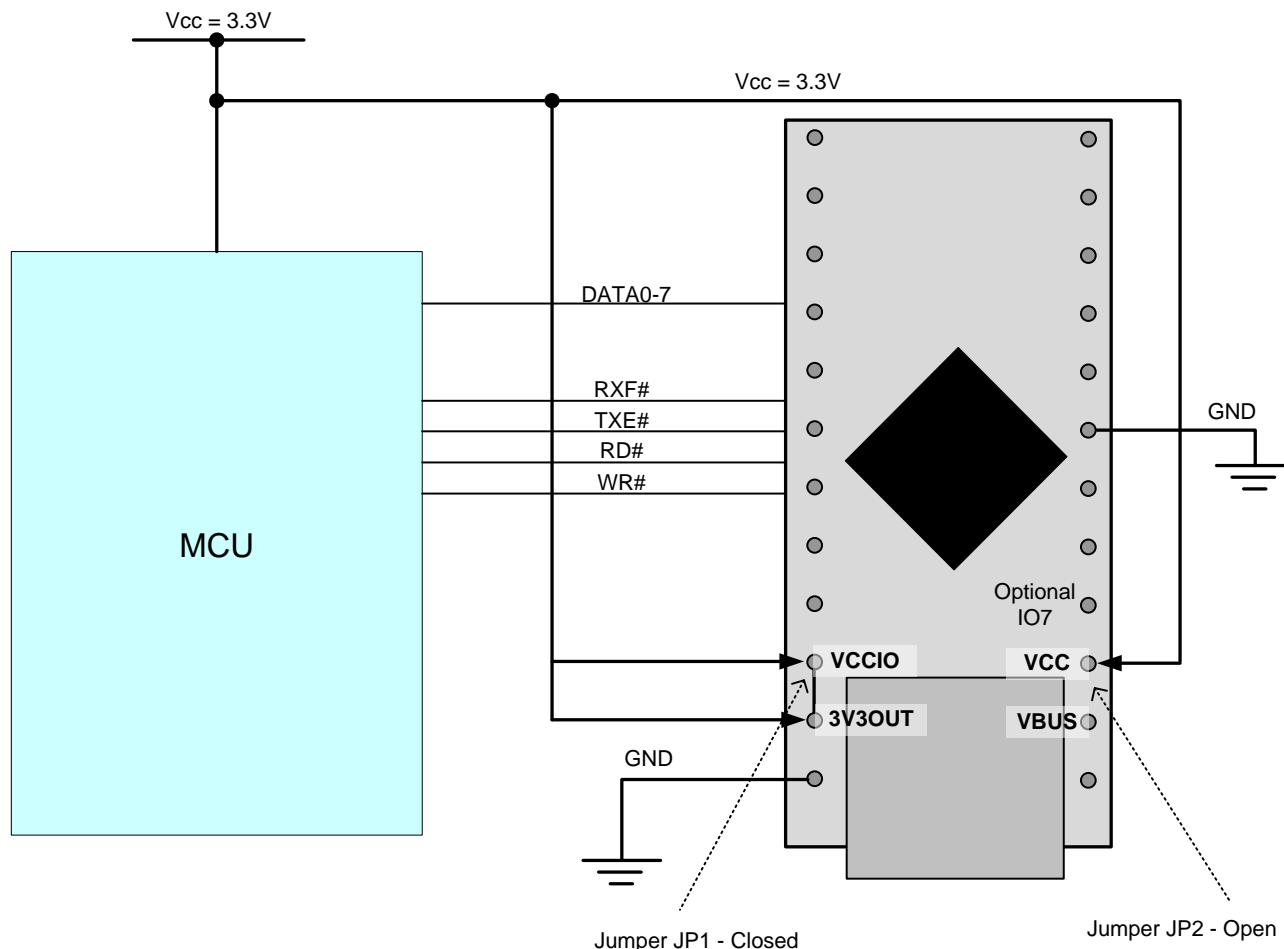 Vcc = 3.3V
Vcc = 3.3V
DATA0-7
RXF#
TXE#
RD#
WR#
GND
MCU
Optional
IO7
VCCIO
VCC
3V3OUT
VBUS
GND
Jumper JP1 - Closed
Jumper JP2 - Open